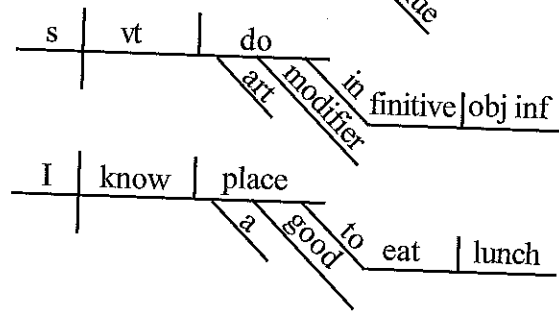 s vt do
art modifier in finitive obj inf
I know place
a good to eat lunch